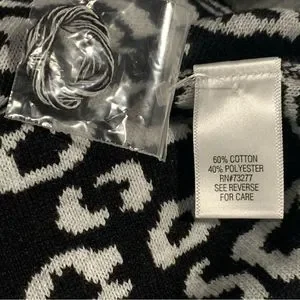 60% COTTON
40% POLYESTER
RN#73277
SEE REVERSE
FOR CARE